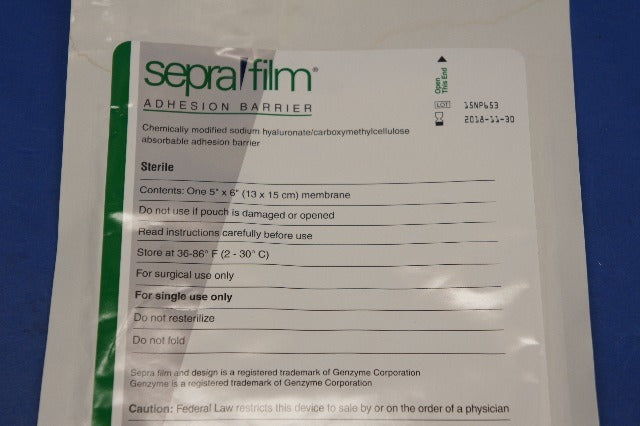 sepra/film®
ADHESION BARRIER
Chemically modified sodium hyaluronate/carboxymethylcellulose
absorbable adhesion barrier
Open
This End
LOT 15NP653
2018-11-30
Sterile
Contents: One 5" x 6" (13 x 15 cm) membrane
Do not use if pouch is damaged or opened
Read instructions carefully before use
Store at 36-86° F (2 - 30° C)
For surgical use only
For single use only
Do not resterilize
Do not fold
Sepra film and design is a registered trademark of Genzyme Corporation
Genzyme is a registered trademark of Genzyme Corporation
Caution: Federal Law restricts this device to sale by or on the order of a physician